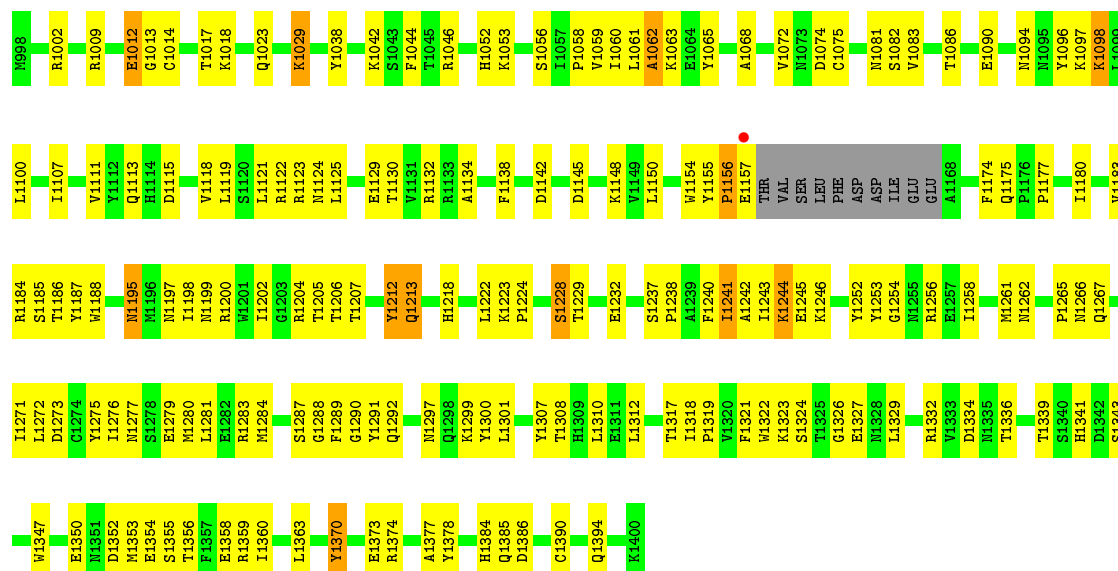 M998 R1002 R1009 E1012 G1013 C1014 T1017 K1018 Q1023 K1029 Y1038 K1042 S1043 F1044 T1045 R1046 H1052 K1053 S1056 I1057 P1058 V1059 I1060 L1061 A1062 K1063 E1064 Y1065 A1068 V1072 N1073 D1074 C1075 N1081 S1082 V1083 T1086 E1090 N1094 N1095 Y1096 K1097 K1098 L1099
L1100 I1107 V1111 Y1112 Q1113 H1114 D1115 V1118 L1119 S1120 L1121 R1122 R1123 N1124 L1125 E1129 T1130 V1131 R1132 R1133 A1134 F1138 D1142 D1145 K1148 V1149 L1150 W1154 Y1155 P1156 E1157 THR VAL SER LEU PHE ASP ASP ILE GLU GLU A1168 F1174 Q1175 P1176 P1177 I1180 V1183
R1184 S1185 T1186 Y1187 W1188 N1195 M1196 N1197 I1198 N1199 R1200 W1201 I1202 G1203 R1204 T1205 T1206 T1207 Y1212 Q1213 H1218 L1222 K1223 P1224 S1228 T1229 E1232 S1237 P1238 A1239 F1240 I1241 A1242 I1243 K1244 E1245 K1246 Y1252 Y1253 G1254 N1255 R1256 E1257 I1258 M1261 N1262 P1265 N1266 Q1267
I1271 L1272 D1273 C1274 Y1275 I1276 N1277 S1278 E1279 M1280 L1281 E1282 R1283 M1284 S1287 G1288 F1289 G1290 Y1291 Q1292 N1297 Q1298 K1299 Y1300 L1301 Y1307 T1308 H1309 L1310 E1311 L1312 T1317 I1318 P1319 V1320 F1321 W1322 K1323 S1324 T1325 G1326 E1327 N1328 L1329 R1332 V1333 D1334 N1335 T1336 T1339 S1340 H1341 D1342 S1343
W1347 E1350 N1351 D1352 M1353 E1354 S1355 T1356 F1357 E1358 R1359 I1360 L1363 Y1370 E1373 R1374 A1377 Y1378 H1384 Q1385 D1386 C1390 Q1394 K1400